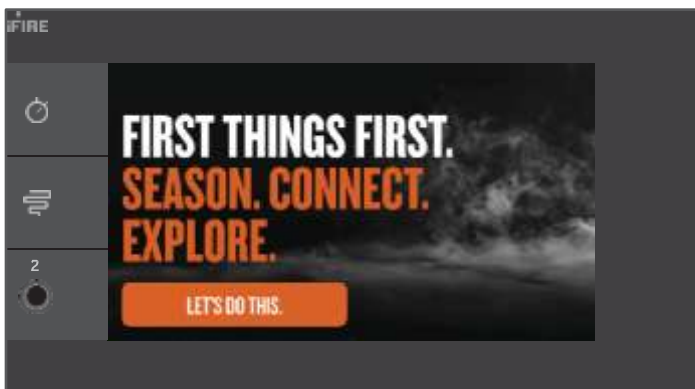 iFIRE
FIRST THINGS FIRST.
SEASON. CONNECT.
EXPLORE.
2
LET'S DO THIS.